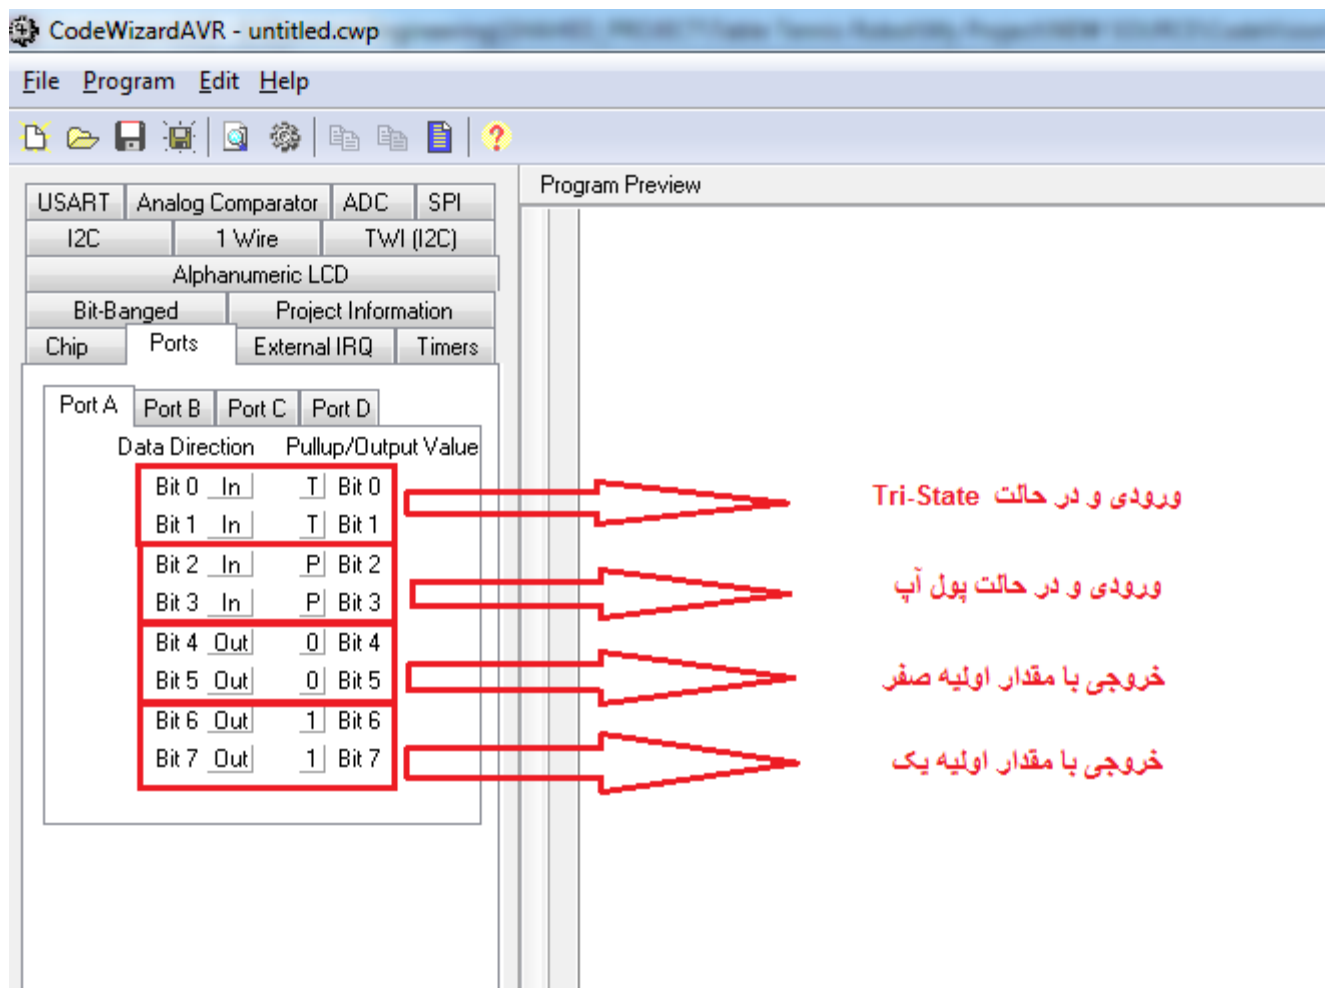 CodeWizardAVR - untitled.cwp
File Program Edit Help
Program Preview
USART Analog Comparator ADC SPI
I2C 1 Wire TWI (I2C)
Alphanumeric LCD
Bit-Banged Project Information
Chip Ports External IRQ Timers
Port A Port B Port C Port D
Data Direction Pullup/Output Value
Bit 0 In T Bit 0
Bit 1 In T Bit 1
ورودی و در حالت Tri-State
Bit 2 In P Bit 2
Bit 3 In P Bit 3
ورودی و در حالت پول آپ
Bit 4 Out 0 Bit 4
Bit 5 Out 0 Bit 5
خروجی با مقدار اولیه صفر
Bit 6 Out 1 Bit 6
Bit 7 Out 1 Bit 7
خروجی با مقدار اولیه یک